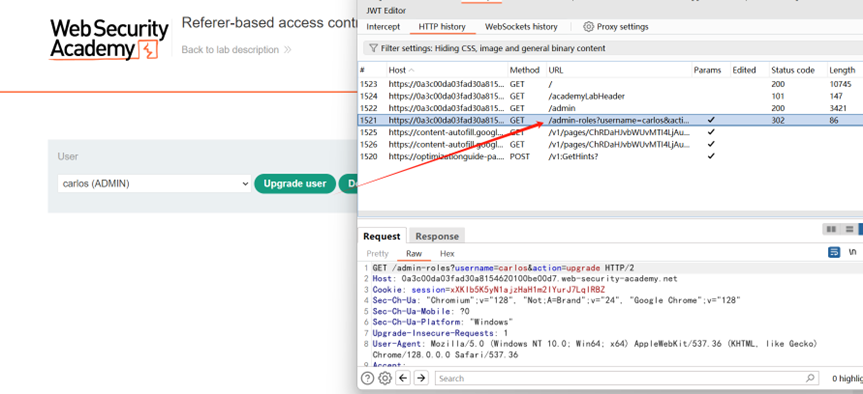 Web Security
Academy
Referer-based access cont
Back to lab description
User
carlos (ADMIN)
Upgrade user
JWT Editor
Intercept HTTP history WebSockets history Proxy settings
Filter settings: Hiding CSS, image and general binary content
# Host Method URL Params Edited Status code Length
1523 https://0a3c00da03fad30a815... GET / 200 10745
1524 https://0a3c00da03fad30a815... GET /academyLabHeader 101 147
1522 https://0a3c00da03fad30a815... GET /admin 200 3421
1521 https://0a3c00da03fad30a815... GET /admin-roles?username=carlos&acti... ✓ 302 86
1525 https://content-autofill.googl... GET /v1/pages/ChRDaHJvbWUvMTI4LjAu... ✓
1526 https://content-autofill.googl... GET /v1/pages/ChRDaHJvbWUvMTI4LjAu... ✓
1520 https://optimizationguide-pa.... POST /v1:GetHints? ✓
Request Response
Pretty Raw Hex
\n
1 GET /admin-roles?username=carlos&action=upgrade HTTP/2
2 Host: 0a3c00da03fad30a8154620100be00d7.web-security-academy.net
3 Cookie: session=xXKIb5K5yN1ajzHaH1m2IYurJ7LqIRBZ
4 Sec-Ch-Ua: "Chromium";v="128", "Not;A=Brand";v="24", "Google Chrome";v="128"
5 Sec-Ch-Ua-Mobile: ?0
6 Sec-Ch-Ua-Platform: "Windows"
7 Upgrade-Insecure-Requests: 1
8 User-Agent: Mozilla/5.0 (Windows NT 10.0; Win64; x64) AppleWebKit/537.36 (KHTML, like Gecko)
Chrome/128.0.0.0 Safari/537.36
Search
0 highlig